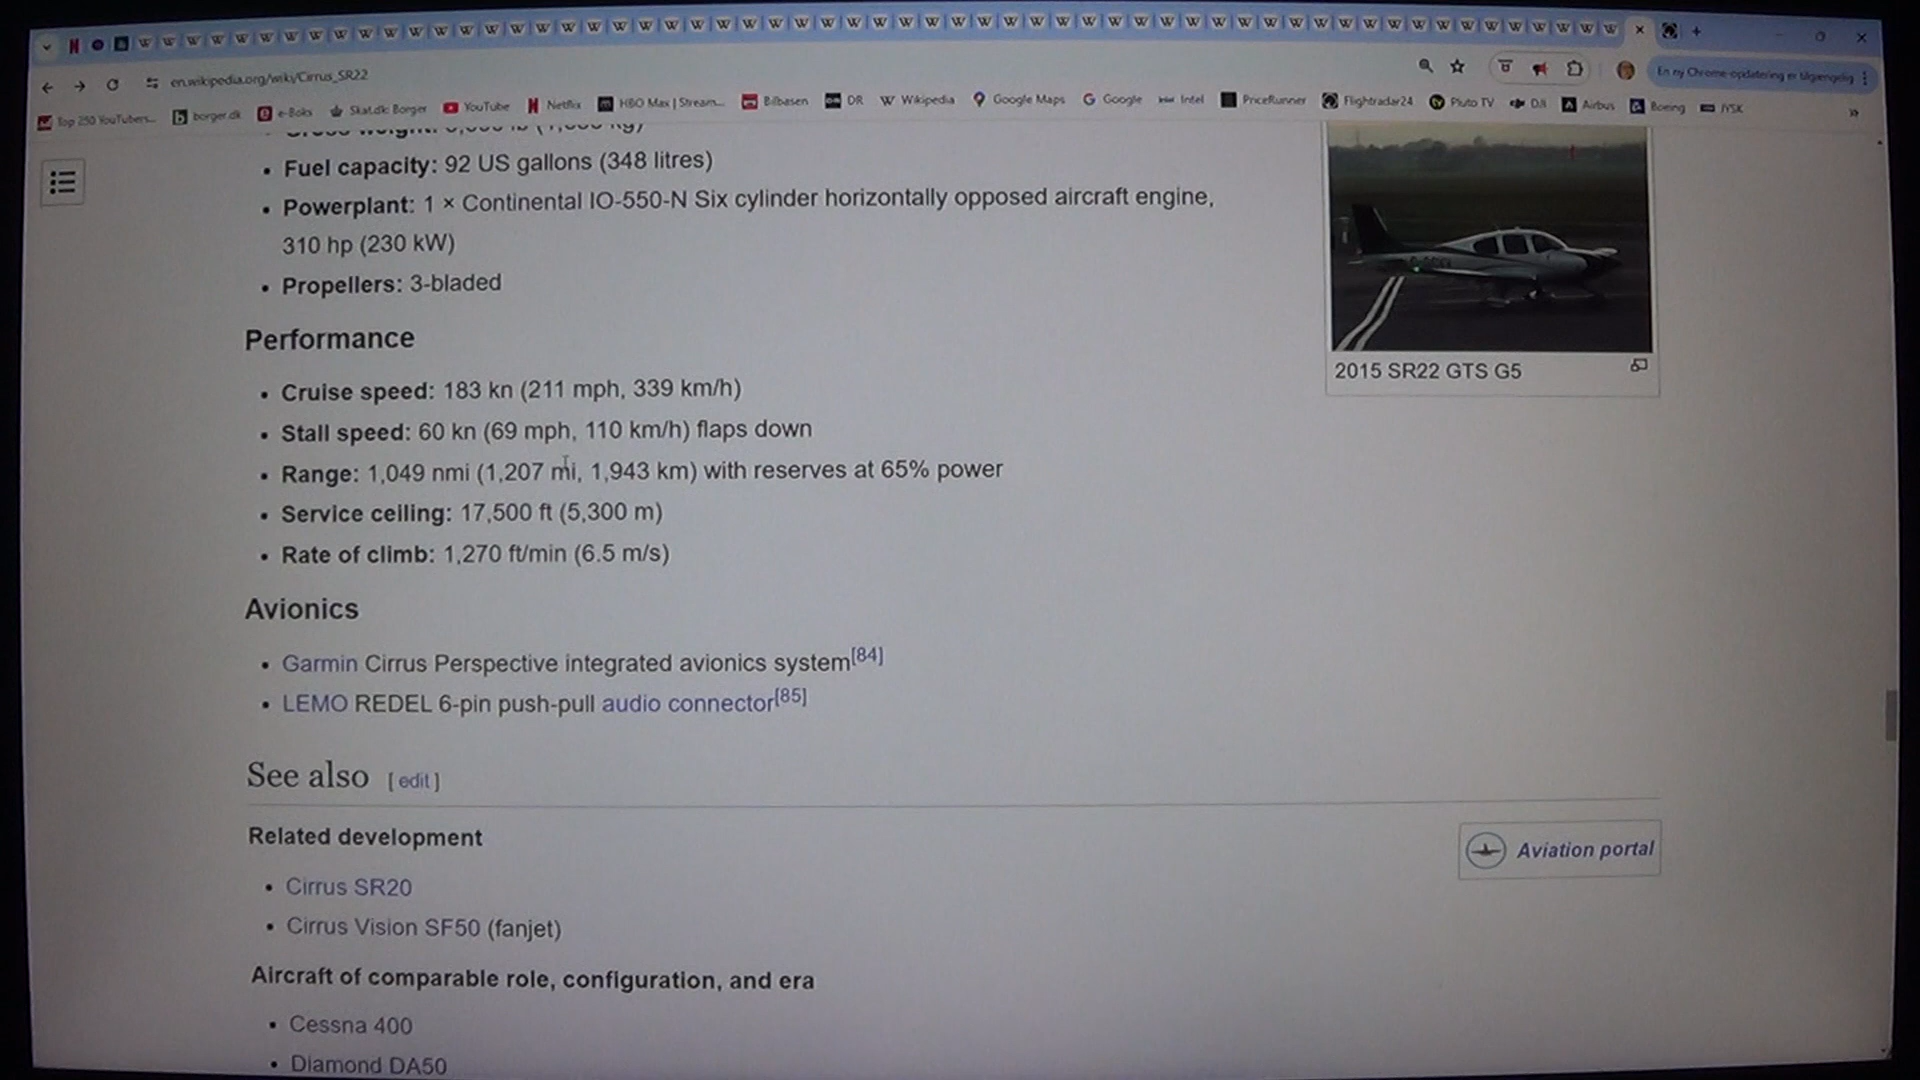 en.wikipedia.org/wiki/Cirrus_SR22
En ny Chrome-opdatering er tilgængelig
Top 250 YouTubers...
borger.dk
e-Boks
Skat.dk: Borger
YouTube
Netflix
HBO Max | Stream...
Bilbasen
DR
Wikipedia
Google Maps
Google
Intel
PriceRunner
Flightradar24
Pluto TV
DJI
Airbus
Boeing
JYSK
Fuel capacity: 92 US gallons (348 litres)
Powerplant: 1 × Continental IO-550-N Six cylinder horizontally opposed aircraft engine,
310 hp (230 kW)
Propellers: 3-bladed
2015 SR22 GTS G5
Performance
Cruise speed: 183 kn (211 mph, 339 km/h)
Stall speed: 60 kn (69 mph, 110 km/h) flaps down
Range: 1,049 nmi (1,207 mi, 1,943 km) with reserves at 65% power
Service ceiling: 17,500 ft (5,300 m)
Rate of climb: 1,270 ft/min (6.5 m/s)
Avionics
Garmin Cirrus Perspective integrated avionics system[84]
LEMO REDEL 6-pin push-pull audio connector[85]
See also [ edit ]
Related development
Aviation portal
Cirrus SR20
Cirrus Vision SF50 (fanjet)
Aircraft of comparable role, configuration, and era
Cessna 400
Diamond DA50